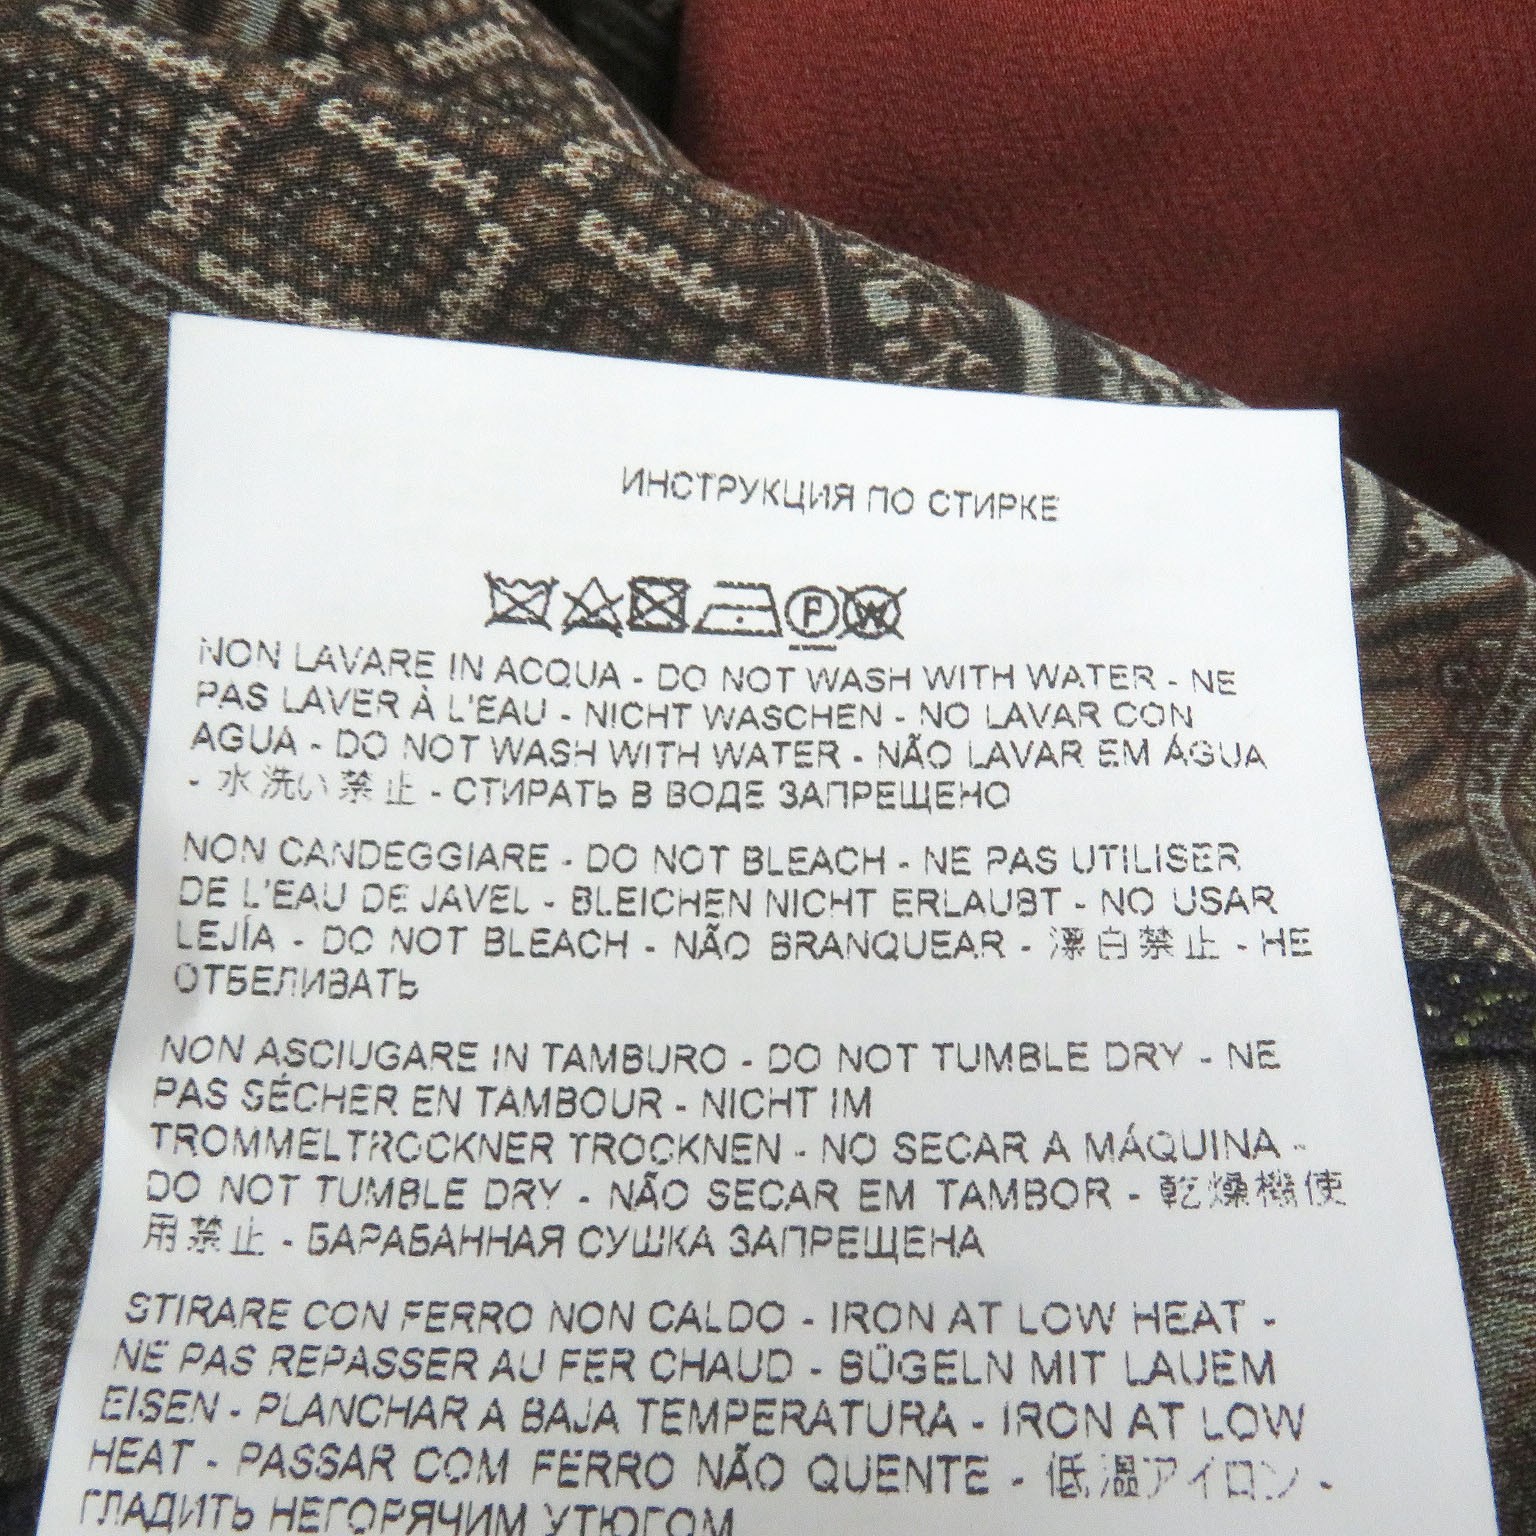 ИНСТРУКЦИЯ ПО СТИРКЕ
F W
NON LAVARE IN ACQUA - DO NOT WASH WITH WATER - NE
PAS LAVER À L'EAU - NICHT WASCHEN - NO LAVAR CON
AGUA - DO NOT WASH WITH WATER - NÃO LAVAR EM ÁGUA
- 水洗い禁止 - СТИРАТЬ В ВОДЕ ЗАПРЕЩЕНО
NON CANDEGGIARE - DO NOT BLEACH - NE PAS UTILISER
DE L'EAU DE JAVEL - BLEICHEN NICHT ERLAUBT - NO USAR
LEJÍA - DO NOT BLEACH - NÃO BRANQUEAR - 漂白禁止 - НЕ
ОТБЕЛИВАТЬ
NON ASCIUGARE IN TAMBURO - DO NOT TUMBLE DRY - NE
PAS SÉCHER EN TAMBOUR - NICHT IM
TROMMELTROCKNER TROCKNEN - NO SECAR A MÁQUINA -
DO NOT TUMBLE DRY - NÃO SECAR EM TAMBOR - 乾燥機使
用禁止 - БАРАБАННАЯ СУШКА ЗАПРЕЩЕНА
STIRARE CON FERRO NON CALDO - IRON AT LOW HEAT -
NE PAS REPASSER AU FER CHAUD - BÜGELN MIT LAUEM
EISEN - PLANCHAR A BAJA TEMPERATURA - IRON AT LOW
HEAT - PASSAR COM FERRO NÃO QUENTE - 低温アイロン -
ГЛАДИТЬ НЕГОРЯЧИМ УТЮГОМ